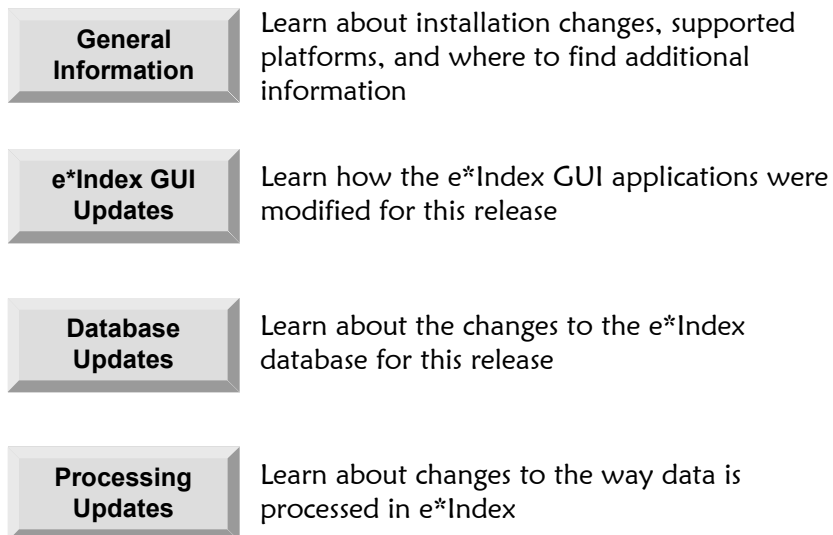 General
Information
Learn about installation changes, supported
platforms, and where to find additional
information
e*Index GUI
Updates
Learn how the e*Index GUI applications were
modified for this release
Database
Updates
Learn about the changes to the e*Index
database for this release
Processing
Updates
Learn about changes to the way data is
processed in e*Index